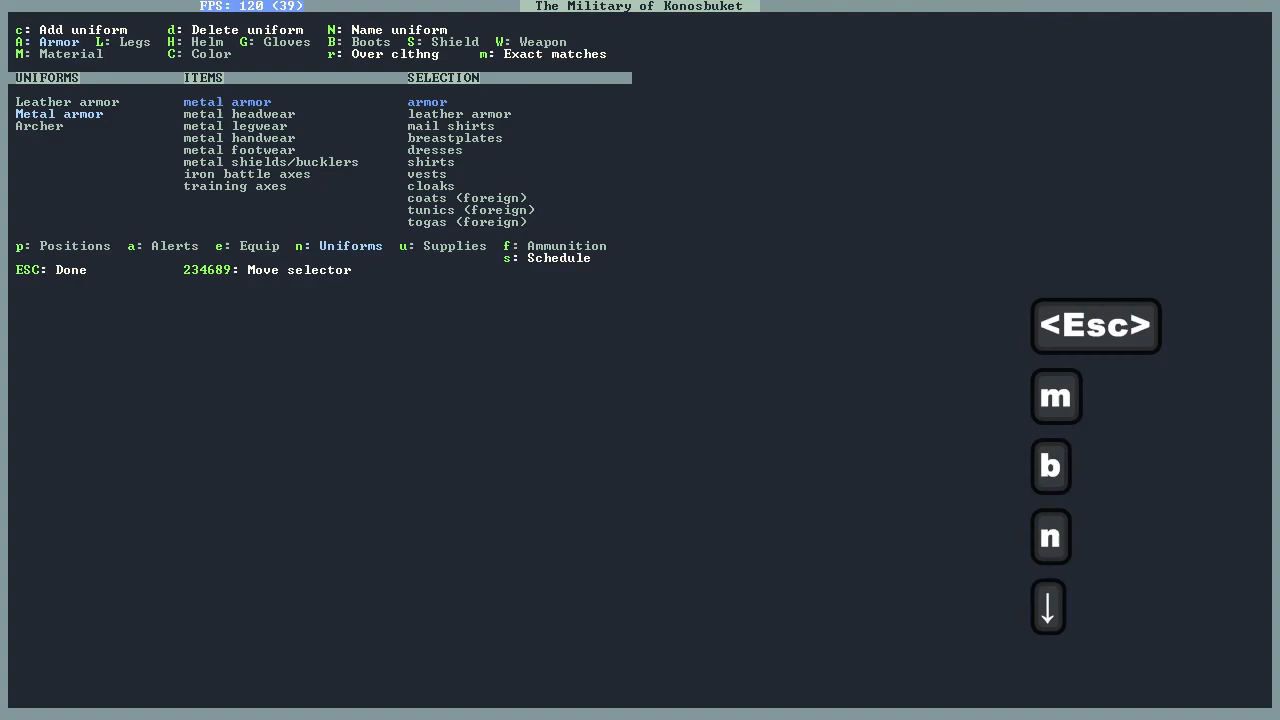 FPS: 120 (39) The Military of Konosbuket
c: Add uniform d: Delete uniform N: Name uniform
A: Armor L: Legs H: Helm G: Gloves B: Boots S: Shield W: Weapon
M: Material C: Color r: Over clthng m: Exact matches
UNIFORMS ITEMS SELECTION
Leather armor metal armor armor
Metal armor metal headwear leather armor
Archer metal legwear mail shirts
metal handwear breastplates
metal footwear dresses
metal shields/bucklers shirts
iron battle axes vests
training axes cloaks
coats (foreign)
tunics (foreign)
togas (foreign)
p: Positions a: Alerts e: Equip n: Uniforms u: Supplies f: Ammunition
s: Schedule
ESC: Done 234689: Move selector
<Esc>
m
b
n
↓